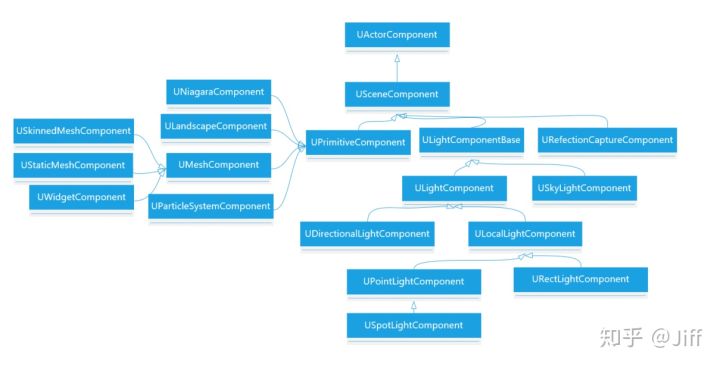 UActorComponent
USceneComponent
UNiagaraComponent
ULandscapeComponent
USkinnedMeshComponent
UPrimitiveComponent
ULightComponentBase
URefectionCaptureComponent
UStaticMeshComponent
UMeshComponent
UWidgetComponent
UParticleSystemComponent
ULightComponent
USkyLightComponent
UDirectionalLightComponent
ULocalLightComponent
UPointLightComponent
URectLightComponent
USpotLightComponent
知乎 @Jiff